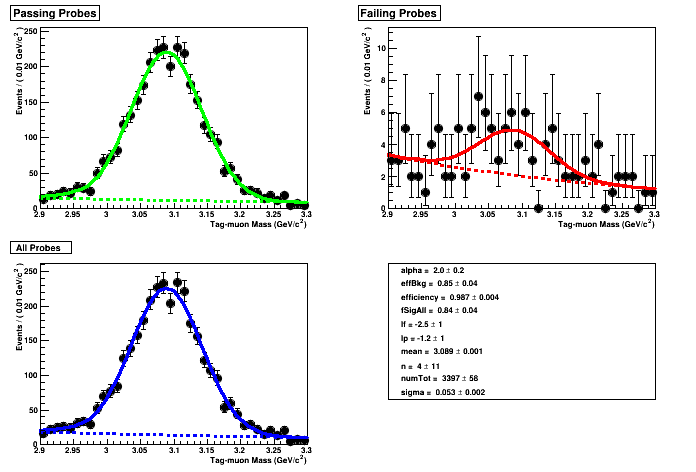 Passing Probes
Events / ( 0.01 GeV/c² )
250
200
150
100
50
0
2.9 2.95 3 3.05 3.1 3.15 3.2 3.25 3.3
Tag-muon Mass (GeV/c²)
Failing Probes
Events / ( 0.01 GeV/c² )
10
8
6
4
2
0
2.9 2.95 3 3.05 3.1 3.15 3.2 3.25 3.3
Tag-muon Mass (GeV/c²)
All Probes
Events / ( 0.01 GeV/c² )
250
200
150
100
50
0
2.9 2.95 3 3.05 3.1 3.15 3.2 3.25 3.3
Tag-muon Mass (GeV/c²)
alpha = 2.0 ± 0.2
effBkg = 0.85 ± 0.04
efficiency = 0.987 ± 0.004
fSigAll = 0.84 ± 0.04
lf = -2.5 ± 1
lp = -1.2 ± 1
mean = 3.089 ± 0.001
n = 4 ± 11
numTot = 3397 ± 58
sigma = 0.053 ± 0.002